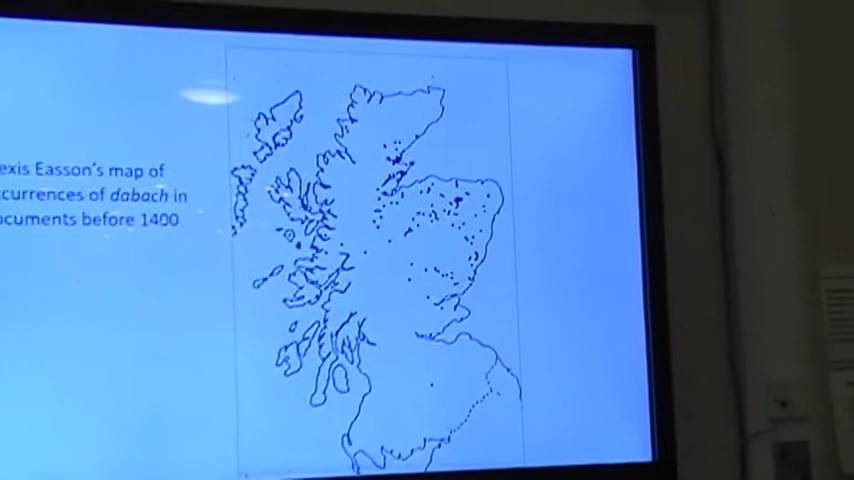 exis Easson's map of
ccurrences of dabach in
ocuments before 1400